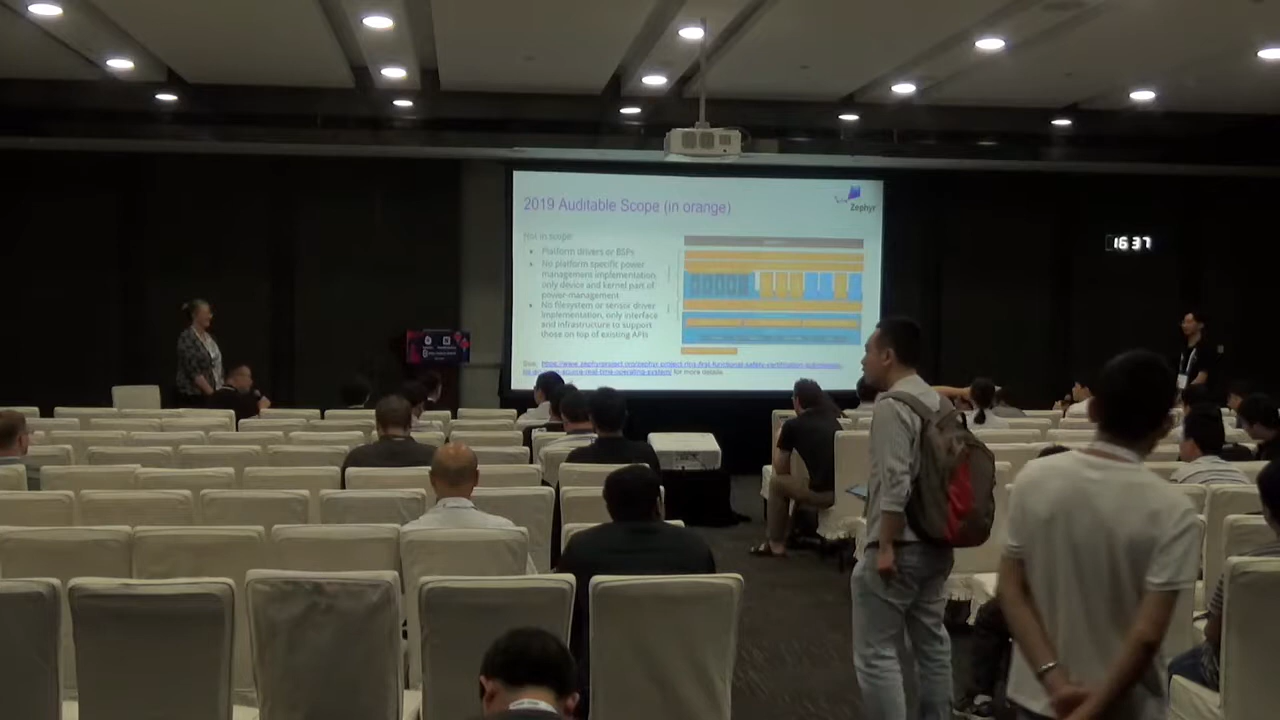 2019 Auditable Scope (in orange)
Zephyr
Not in scope:
Platform drivers or BSPs
No platform specific power
management implementation,
only device and kernel part of
power-management
No filesystem or sensor driver
implementation, only interface
and infrastructure to support
those on top of existing APIs
for more details
16 37